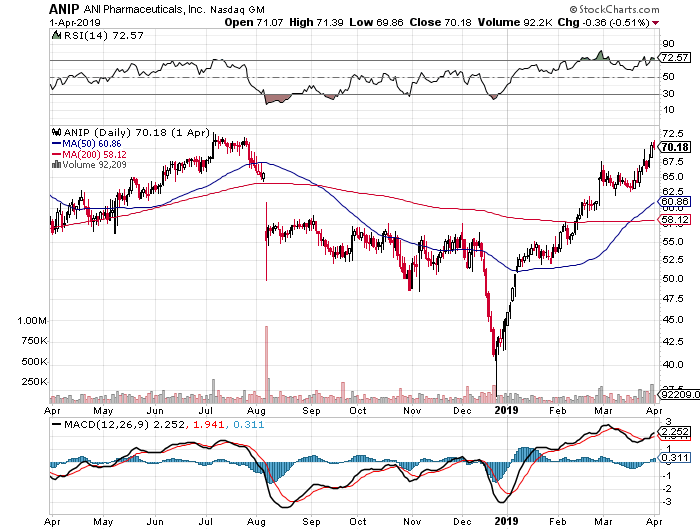 ANIP ANI Pharmaceuticals, Inc. Nasdaq GM © StockCharts.com
1-Apr-2019 Open 71.07 High 71.39 Low 69.86 Close 70.18 Volume 92.2K Chg -0.36 (-0.51%)
RSI(14) 72.57
90
72.57
50
30
10
ANIP (Daily) 70.18 (1 Apr)
MA(50) 60.86
MA(200) 58.12
Volume 92,209
72.5
70.18
67.5
65.0
62.5
60.86
58.12
55.0
52.5
50.0
47.5
45.0
42.5
40.0
1.00M
750K
500K
250K
92209.0
Apr May Jun Jul Aug Sep Oct Nov Dec 2019 Feb Mar Apr
MACD(12,26,9) 2.252, 1.941, 0.311
3
2.252
1
0.311
-1
-2
-3
Apr May Jun Jul Aug Sep Oct Nov Dec 2019 Feb Mar Apr